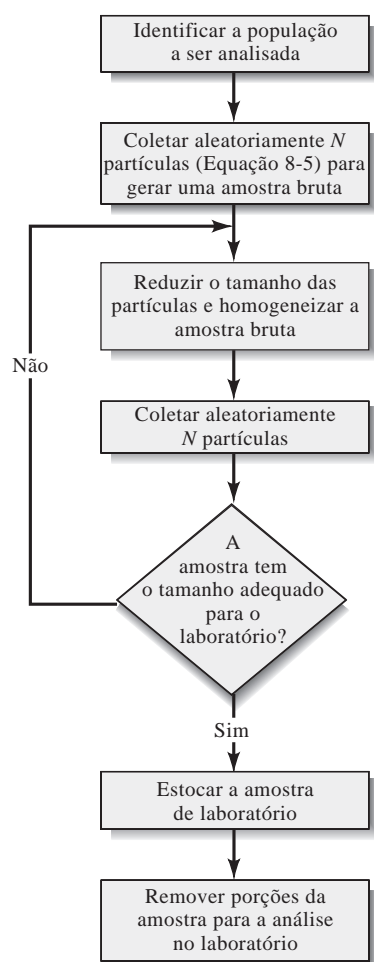 Identificar a população
a ser analisada
Coletar aleatoriamente N
partículas (Equação 8-5) para
gerar uma amostra bruta
Reduzir o tamanho das
partículas e homogeneizar a
amostra bruta
Não
Coletar aleatoriamente
N partículas
A
amostra tem
o tamanho adequado
para o
laboratório?
Sim
Estocar a amostra
de laboratório
Remover porções da
amostra para a análise
no laboratório